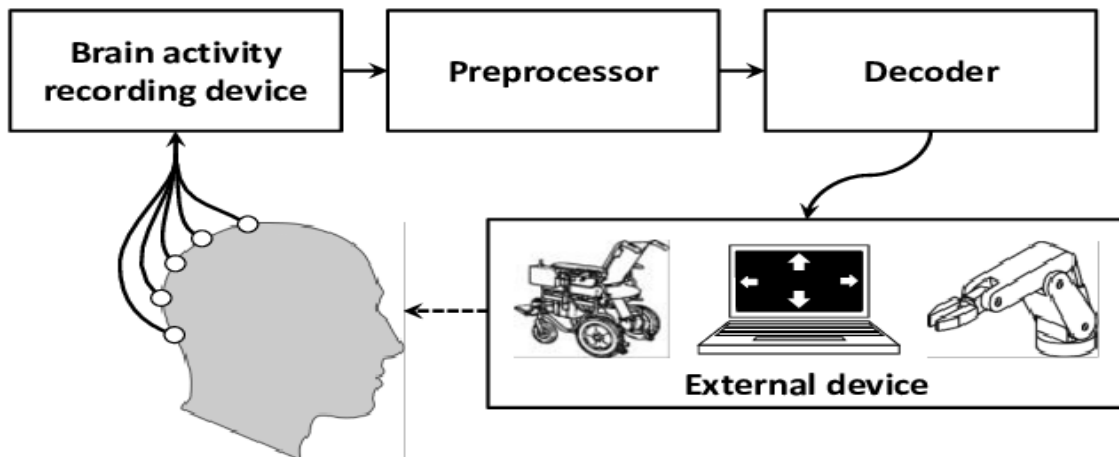 Brain activity
recording device
Preprocessor
Decoder
External device